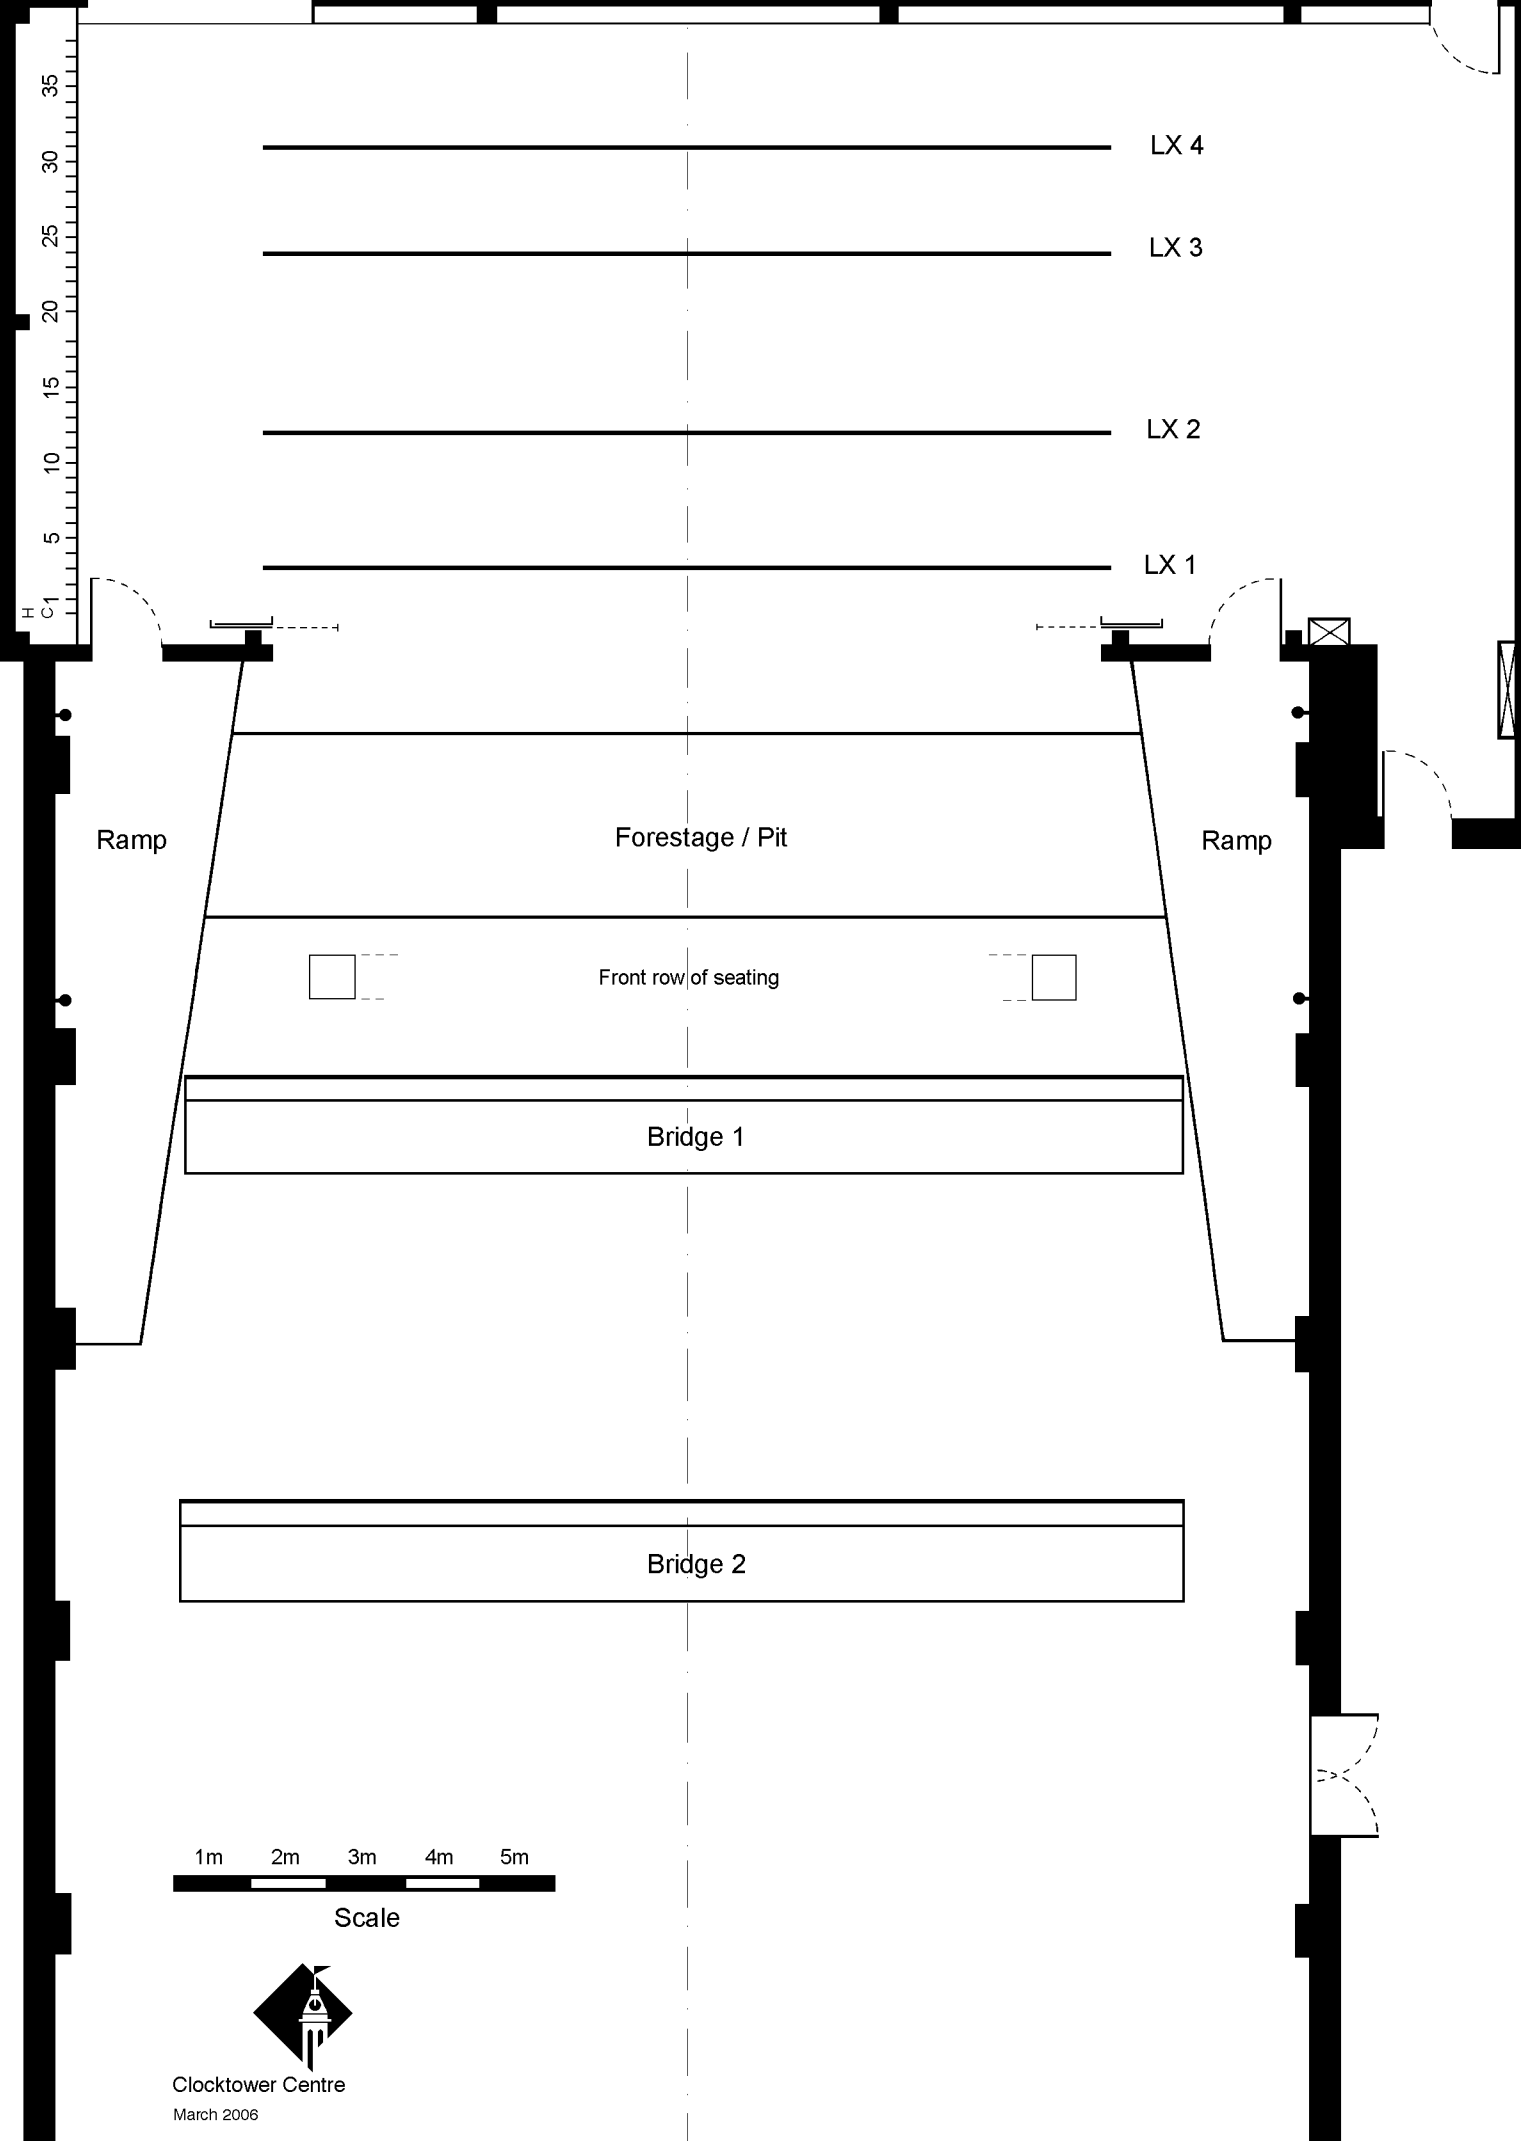 35
LX 4
30
25
LX 3
20
15
LX 2
10
5
LX 1
1
H C
Ramp
Forestage / Pit
Ramp
Front row of seating
Bridge 1
Bridge 2
1m 2m 3m 4m 5m
Scale
Clocktower Centre
March 2006